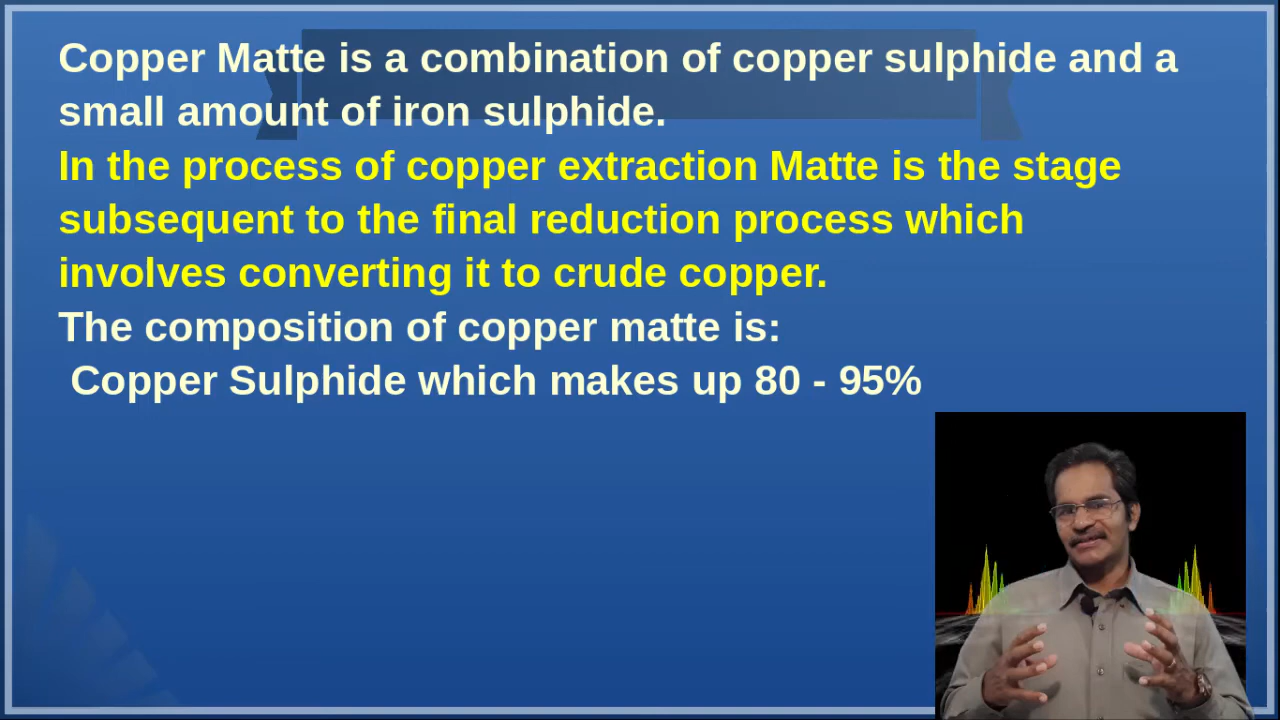 Copper Matte is a combination of copper sulphide and a
small amount of iron sulphide.
In the process of copper extraction Matte is the stage
subsequent to the final reduction process which
involves converting it to crude copper.
The composition of copper matte is:
Copper Sulphide which makes up 80 - 95%